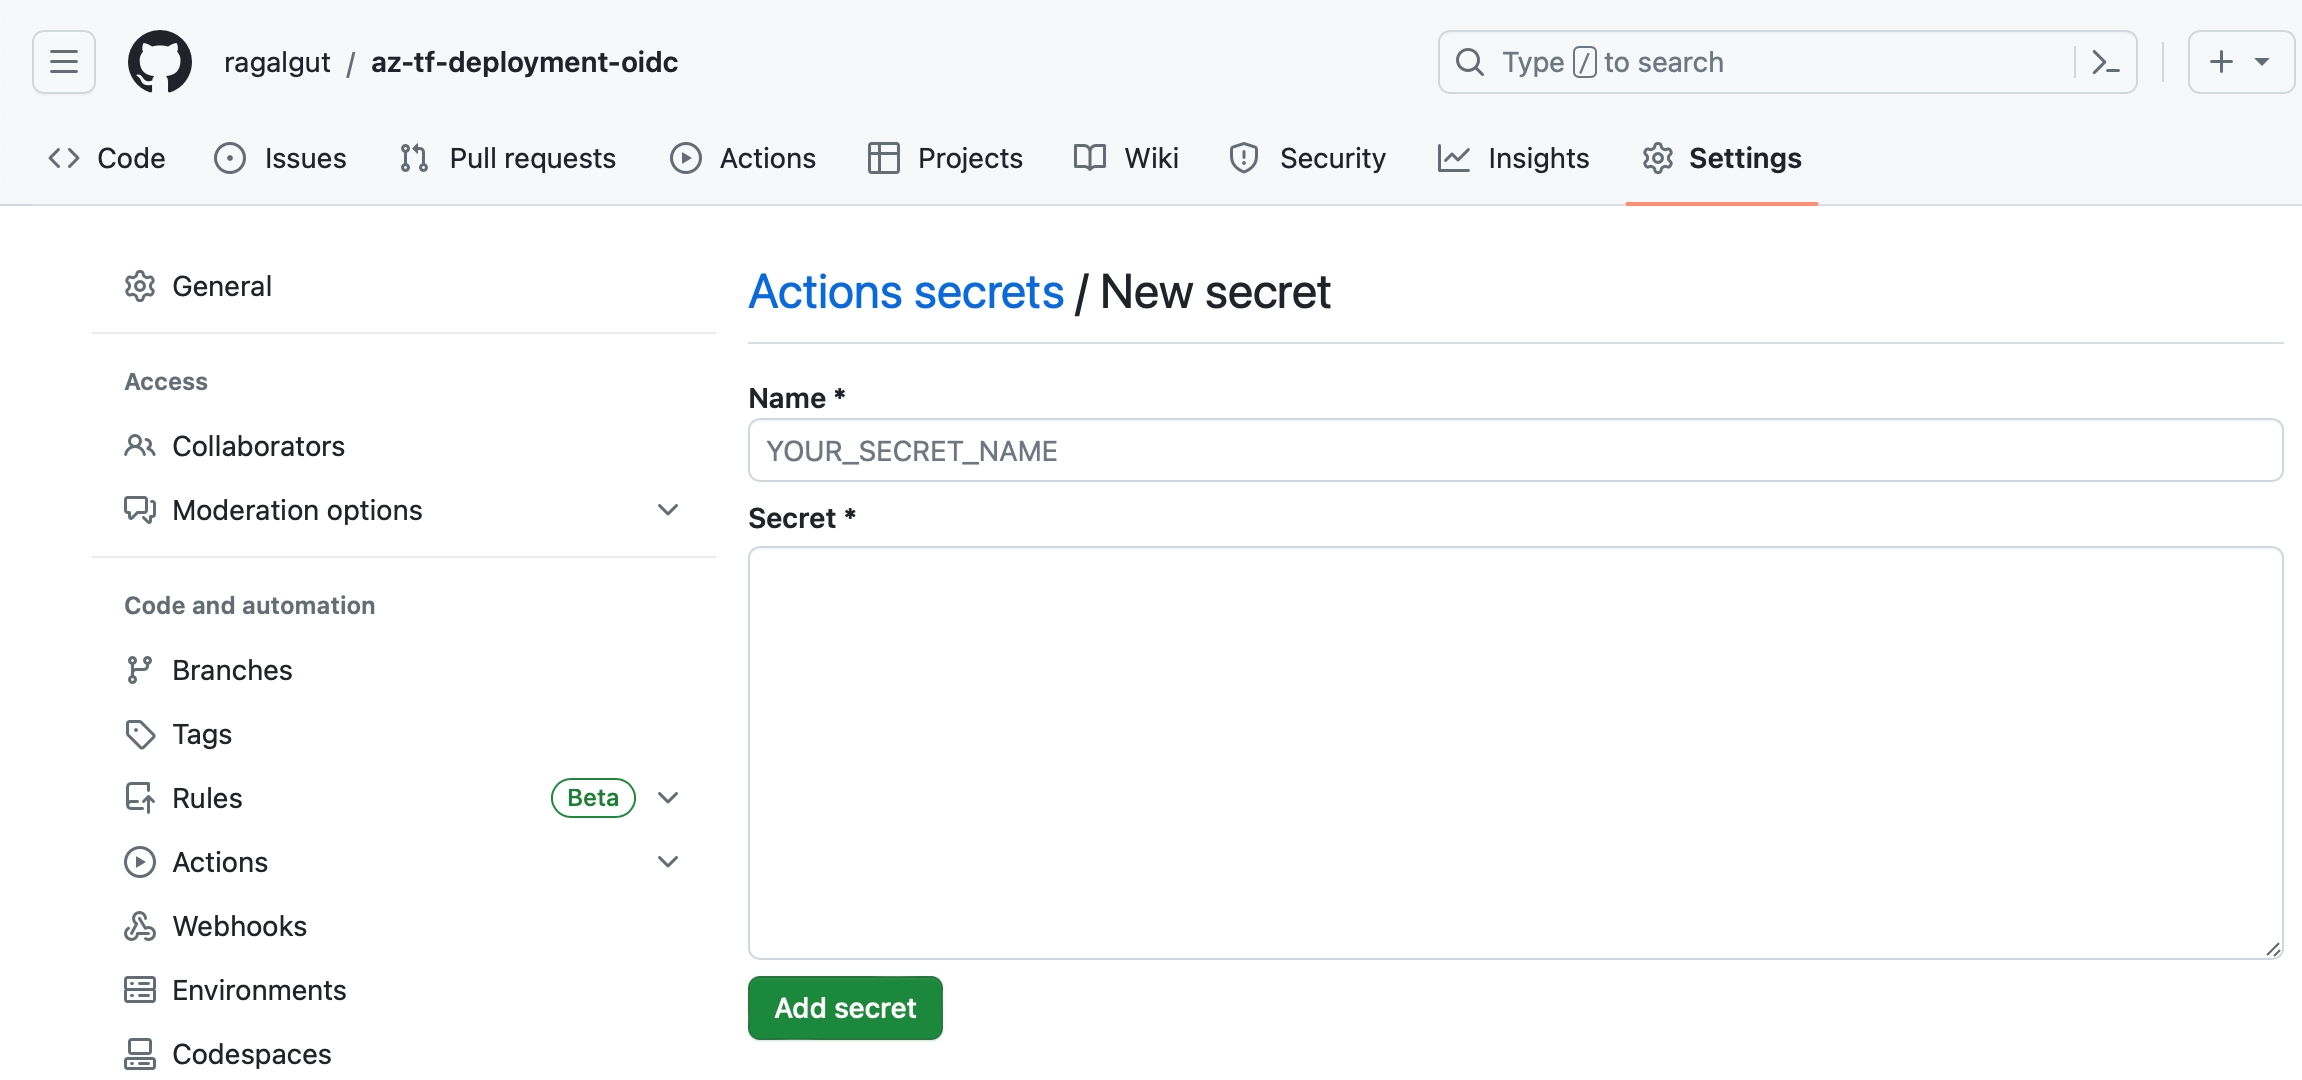 ragalgut / az-tf-deployment-oidc
Type / to search
Code
Issues
Pull requests
Actions
Projects
Wiki
Security
Insights
Settings
General
Access
Collaborators
Moderation options
Code and automation
Branches
Tags
Rules Beta
Actions
Webhooks
Environments
Codespaces
Actions secrets / New secret
Name *
YOUR_SECRET_NAME
Secret *
Add secret